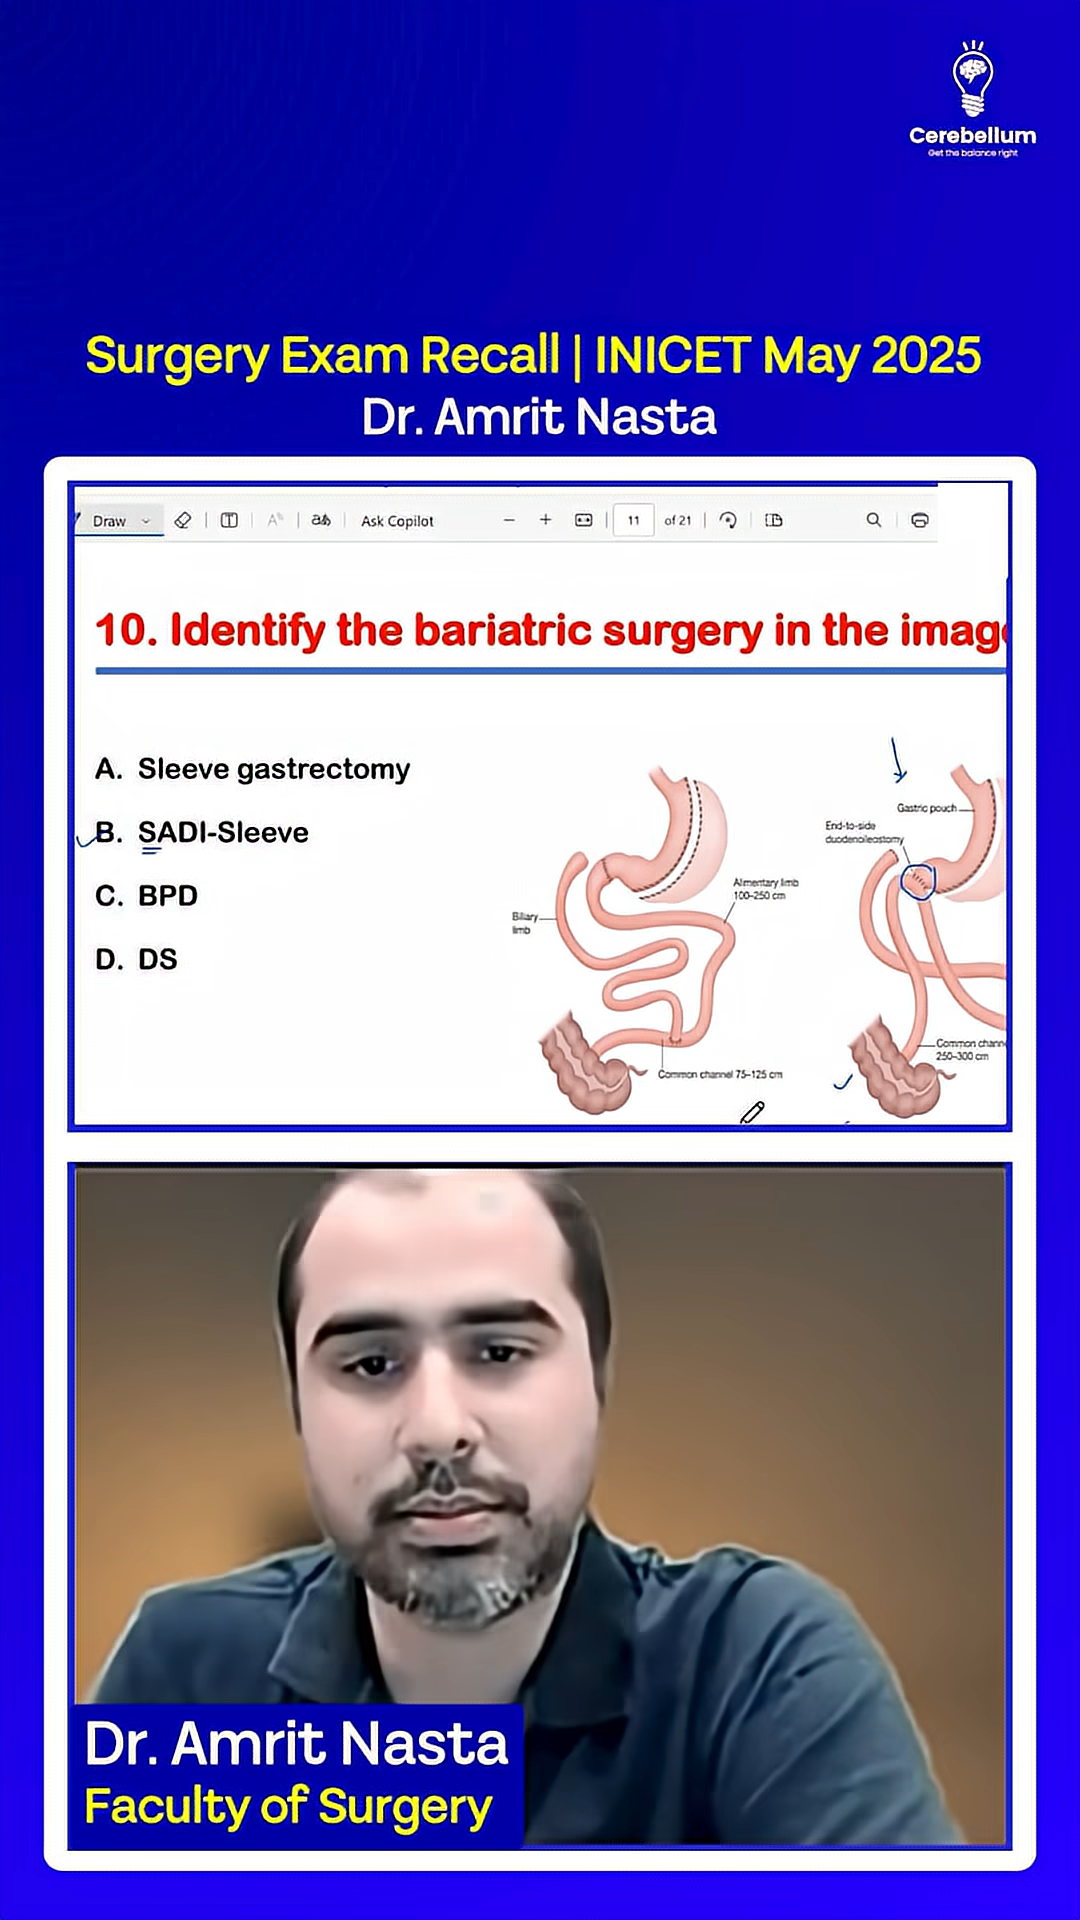 Cerebellum
Get the balance right
Surgery Exam Recall | INICET May 2025
Dr. Amrit Nasta
Draw
Ask Copilot
11 of 21
10. Identify the bariatric surgery in the imag
A. Sleeve gastrectomy
B. SADI-Sleeve
C. BPD
D. DS
Biliary
limb
Alimentary limb
100-250 cm
Common channel 75-125 cm
Gastric pouch
End-to-side
duodenoileostomy
Common chann
250-300 cm
Dr. Amrit Nasta
Faculty of Surgery